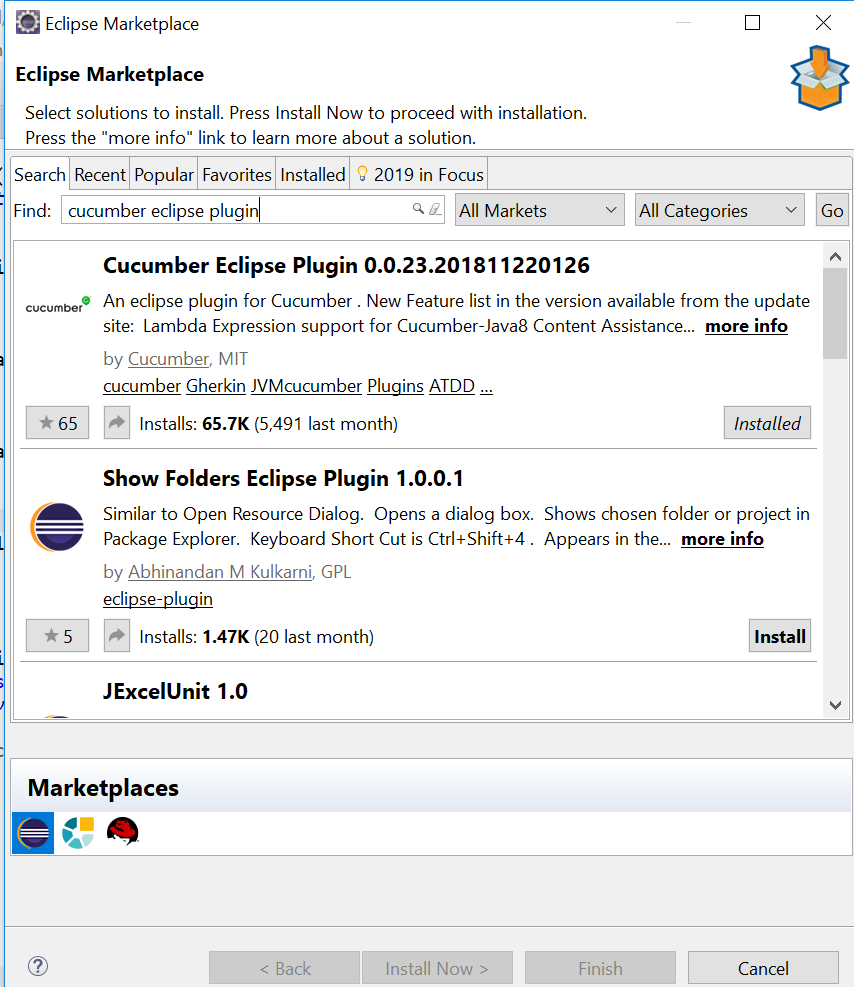 Eclipse Marketplace
Eclipse Marketplace
Select solutions to install. Press Install Now to proceed with installation.
Press the "more info" link to learn more about a solution.
Search Recent Popular Favorites Installed 2019 in Focus
Find: cucumber eclipse plugin All Markets All Categories Go
Cucumber Eclipse Plugin 0.0.23.201811220126
cucumber
An eclipse plugin for Cucumber . New Feature list in the version available from the update
site: Lambda Expression support for Cucumber-Java8 Content Assistance... more info
by Cucumber, MIT
cucumber Gherkin JVMcucumber Plugins ATDD ...
65 Installs: 65.7K (5,491 last month) Installed
Show Folders Eclipse Plugin 1.0.0.1
Similar to Open Resource Dialog. Opens a dialog box. Shows chosen folder or project in
Package Explorer. Keyboard Short Cut is Ctrl+Shift+4 . Appears in the... more info
by Abhinandan M Kulkarni, GPL
eclipse-plugin
5 Installs: 1.47K (20 last month) Install
JExcelUnit 1.0
Marketplaces
? < Back Install Now > Finish Cancel